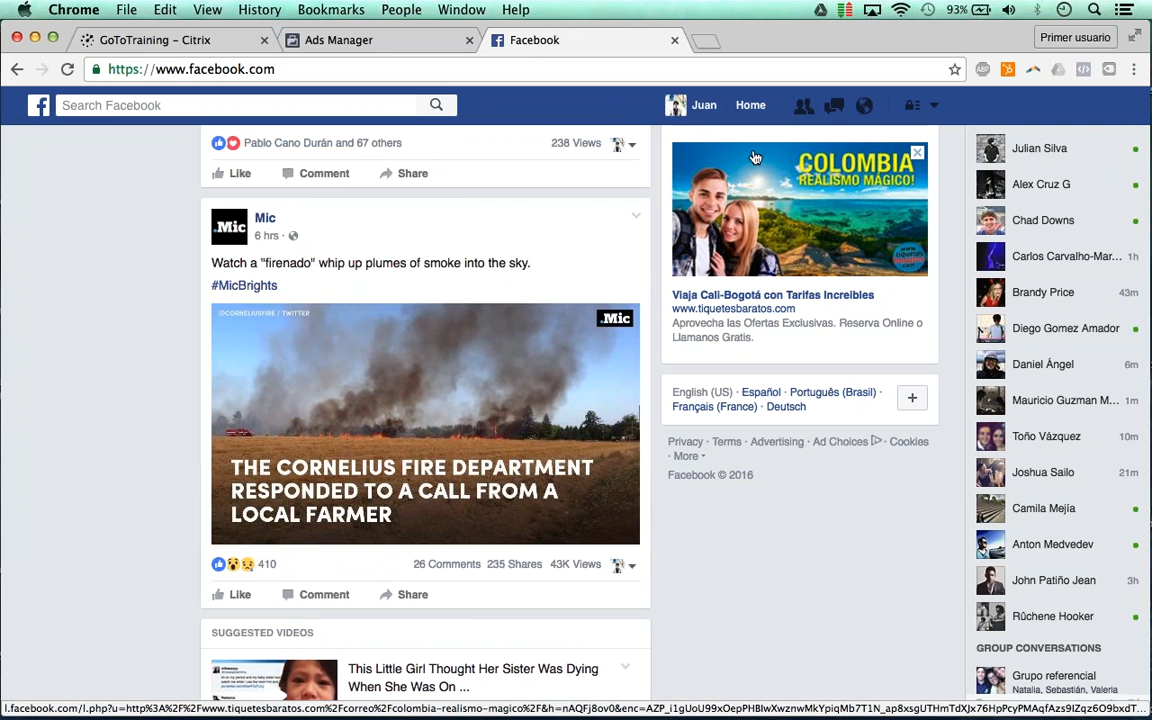 Chrome File Edit View History Bookmarks People Window Help
93%
GoToTraining - Citrix
Ads Manager
Facebook
Primer usuario
https://www.facebook.com
ABP
Search Facebook
Juan
Home
Pablo Cano Durán and 67 others
238 Views
Like Comment Share
.Mic
Mic
6 hrs ·
Watch a "firenado" whip up plumes of smoke into the sky.
#MicBrights
@CORNELIUSFIRE / TWITTER
.Mic
THE CORNELIUS FIRE DEPARTMENT
RESPONDED TO A CALL FROM A
LOCAL FARMER
410
26 Comments 235 Shares 43K Views
Like Comment Share
SUGGESTED VIDEOS
This Little Girl Thought Her Sister Was Dying
When She Was On ...
COLOMBIA
REALISMO MÁGICO!
Viaja Cali-Bogotá con Tarifas Increibles
www.tiquetesbaratos.com
Aprovecha las Ofertas Exclusivas. Reserva Online o
Llamanos Gratis.
English (US) · Español · Português (Brasil) ·
Français (France) · Deutsch
Privacy · Terms · Advertising · Ad Choices · Cookies
· More
Facebook © 2016
Julian Silva
Alex Cruz G
Chad Downs
Carlos Carvalho-Mar... 1h
Brandy Price 43m
Diego Gomez Amador
Daniel Ángel 6m
Mauricio Guzman M... 1m
Toño Vázquez 10m
Joshua Sailo 21m
Camila Mejía
Anton Medvedev
John Patiño Jean 3h
Rûchene Hooker
GROUP CONVERSATIONS
Grupo referencial
Natalia, Sebastián, Valeria